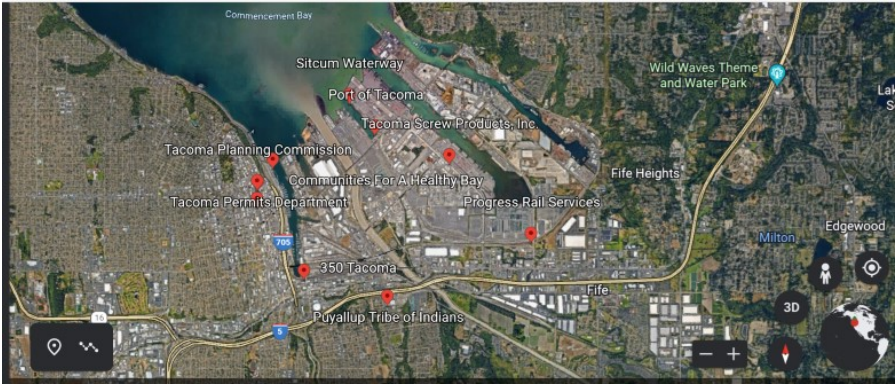 Commencement Bay
Sitcum Waterway
Wild Waves Theme
and Water Park
Port of Tacoma
Lak
Tacoma Screw Products, Inc.
Tacoma Planning Commission
Communities For A Healthy Bay
Fife Heights
Tacoma Permits Department
Progress Rail Services
Edgewood
Milton
705
350 Tacoma
Fife
3D
Puyallup Tribe of Indians
16
5